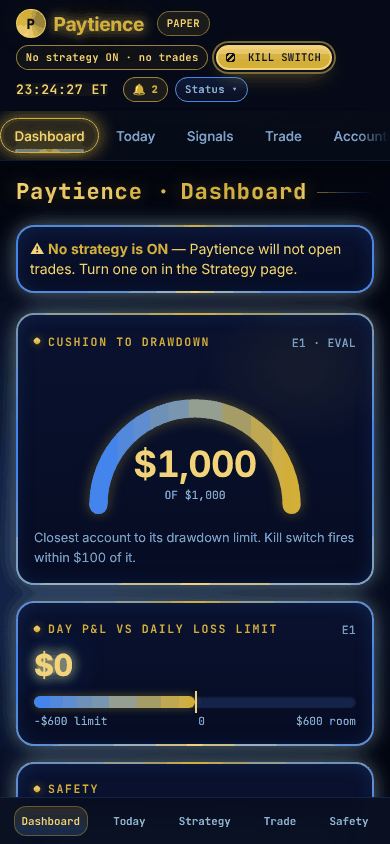 P Paytience PAPER
No strategy ON · no trades KILL SWITCH
23:24:27 ET 🔔 2 Status ▾
Dashboard Today Signals Trade Account
Paytience · Dashboard
⚠ No strategy is ON — Paytience will not open
trades. Turn one on in the Strategy page.
CUSHION TO DRAWDOWN E1 · EVAL
$1,000
OF $1,000
Closest account to its drawdown limit. Kill switch fires
within $100 of it.
DAY P&L VS DAILY LOSS LIMIT E1
$0
-$600 limit 0 $600 room
SAFETY
Dashboard Today Strategy Trade Safety